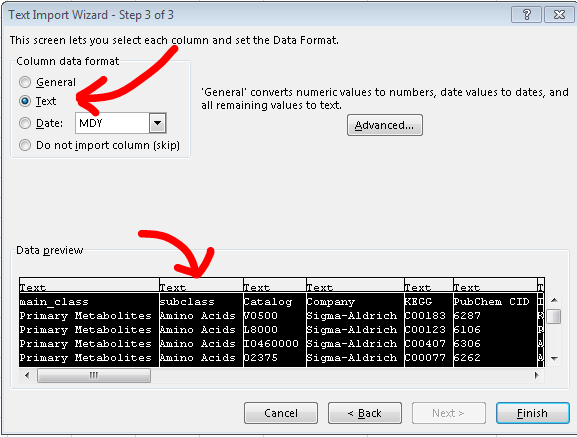 Text Import Wizard - Step 3 of 3
This screen lets you select each column and set the Data Format.
Column data format
General
Text
Date: MDY
Do not import column (skip)
'General' converts numeric values to numbers, date values to dates, and
all remaining values to text.
Advanced...
Data preview
Text Text Text Text Text Text T
main_class subclass Catalog Company KEGG PubChem CID I
Primary Metabolites Amino Acids V0500 Sigma-Aldrich C00183 6287
Primary Metabolites Amino Acids L8000 Sigma-Aldrich C00123 6106
Primary Metabolites Amino Acids I0460000 Sigma-Aldrich C00407 6306
Primary Metabolites Amino Acids 02375 Sigma-Aldrich C00077 6262
Cancel < Back Next > Finish